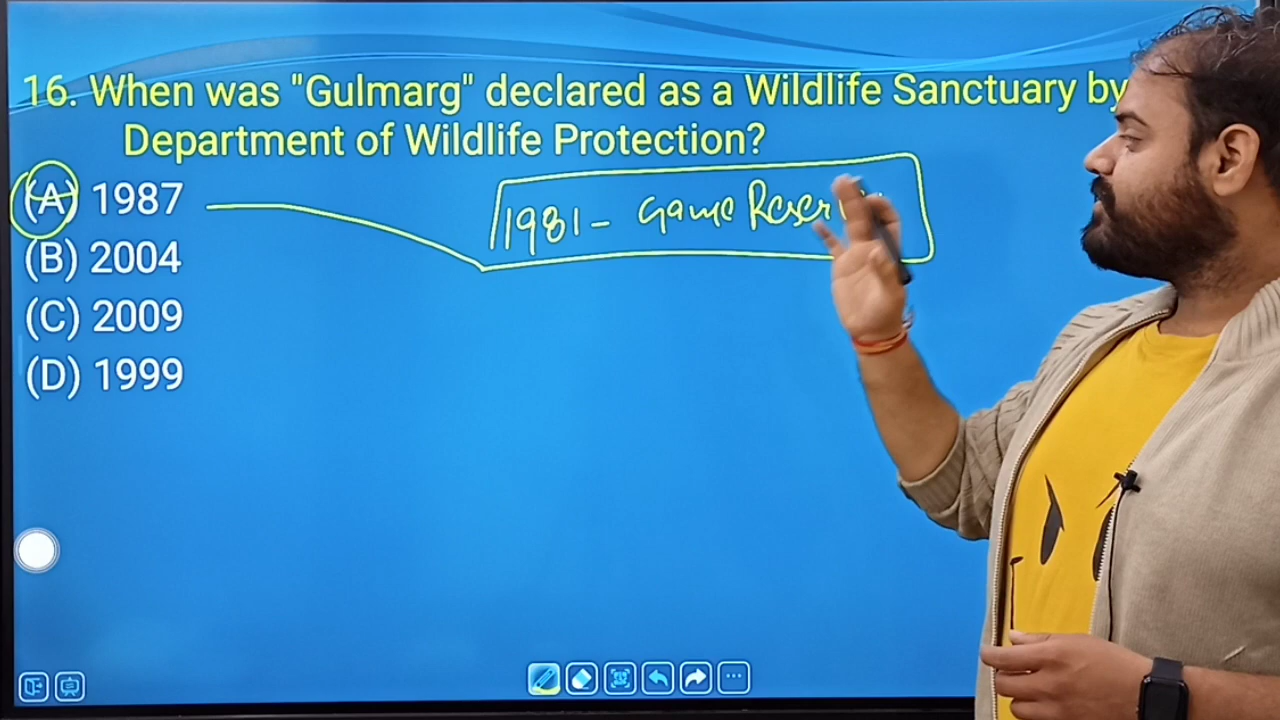 16. When was "Gulmarg" declared as a Wildlife Sanctuary by
Department of Wildlife Protection?
(A) 1987
1981 - Game
(B) 2004
(C) 2009
(D) 1999